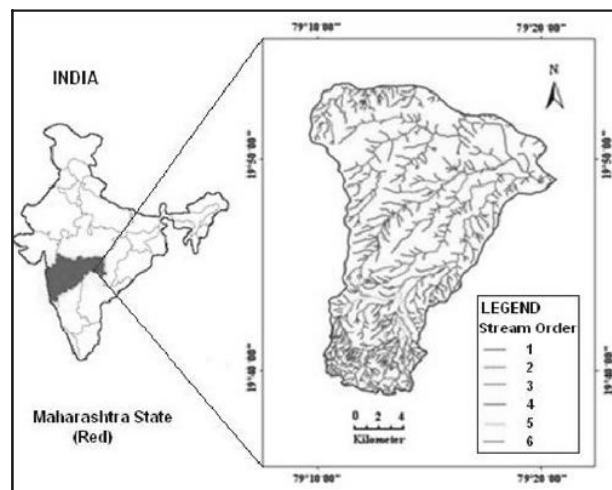 INDIA
Maharashtra State
(Red)
79°10'00"
79°20'00"
N
19°50'00"
19°50'00"
19°40'00"
19°40'00"
LEGEND
Stream Order
1
2
3
4
5
6
0 2 4
Kilometer
79°10'00"
79°20'00"